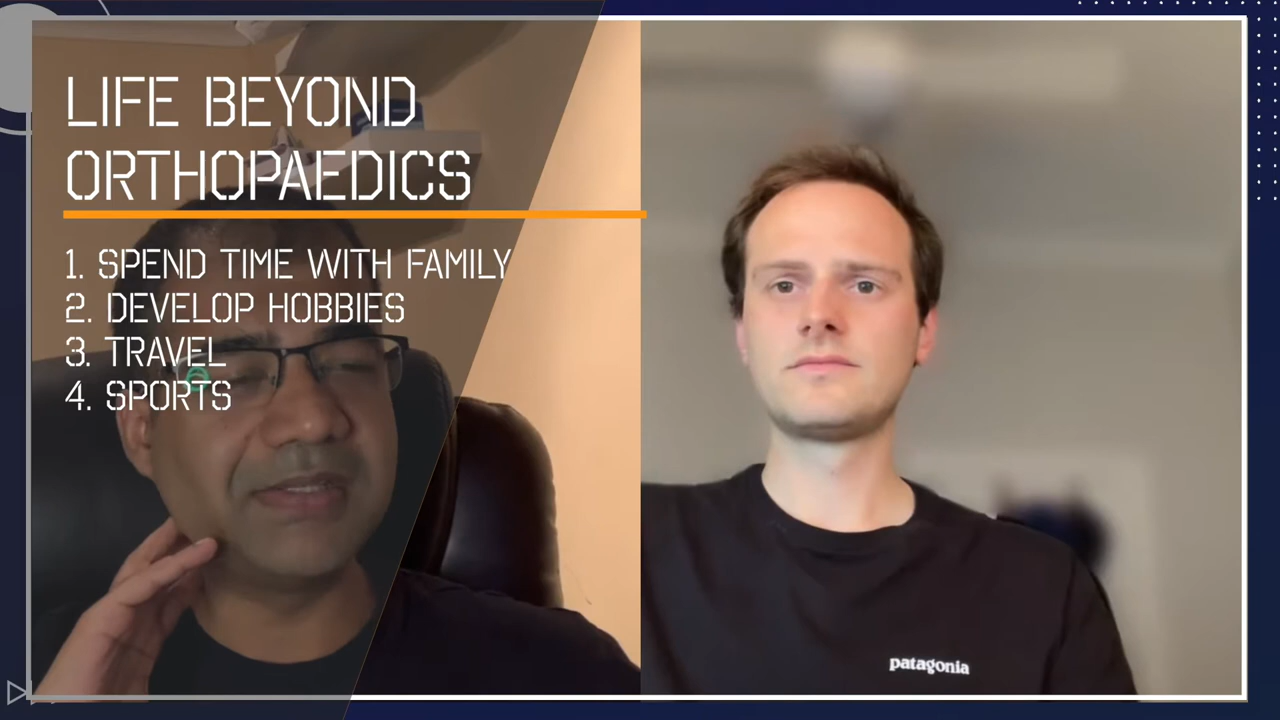 LIFE BEYOND
ORTHOPAEDICS
1. SPEND TIME WITH FAMILY
2. DEVELOP HOBBIES
3. TRAVEL
4. SPORTS
patagonia